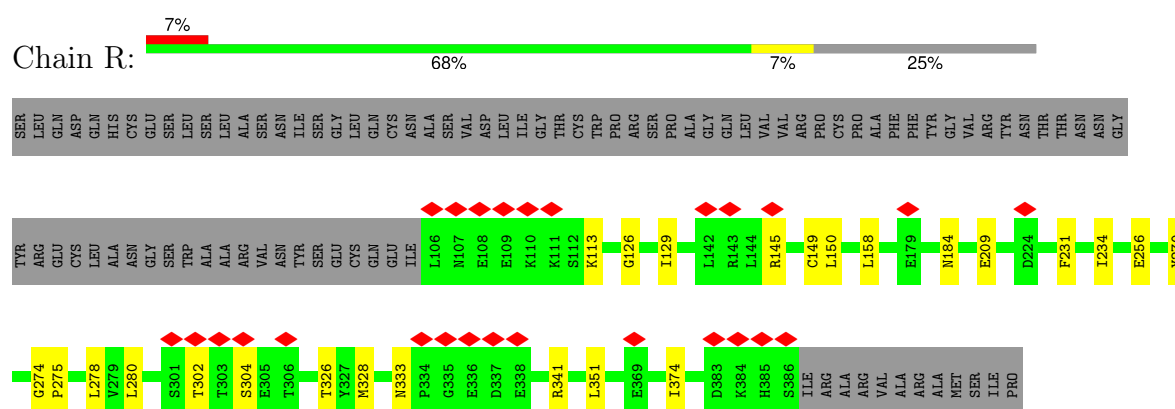 7%
Chain R:
68% 7% 25%
SER LEU GLN ASP GLN HIS CYS GLU SER LEU SER LEU ALA SER ASN ILE SER GLY LEU GLN CYS ASN ALA SER VAL ASP LEU ILE GLY THR CYS TRP PRO ARG SER PRO ALA GLY GLN LEU VAL VAL ARG PRO CYS PRO ALA PHE PHE TYR GLY VAL ARG TYR ASN THR THR ASN ASN GLY
TYR ARG GLU CYS LEU ALA ASN GLY SER TRP ALA ALA ARG VAL ASN TYR SER GLU CYS GLN GLU ILE L106 N107 E108 E109 K110 K111 S112 K113 G126 I129 L142 R143 L144 R145 C149 L150 L158 E179 N184 E209 D224 F231 I234 E256
G274 P275 L278 V279 L280 S301 T302 T303 S304 E305 T306 T326 Y327 M328 N333 P334 G335 E336 D337 E338 R341 L351 E369 I374 D383 K384 H385 S386 ILE ARG ALA ARG VAL ALA ARG ALA MET SER ILE PRO